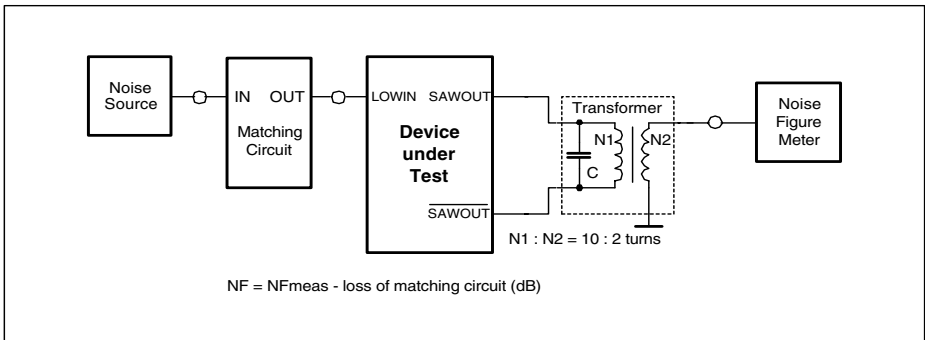 Noise
Source
IN OUT
Matching
Circuit
LOWIN SAWOUT
Device
under
Test
SAWOUT
Transformer
N1 N2
C
N1 : N2 = 10 : 2 turns
Noise
Figure
Meter
NF = NFmeas - loss of matching circuit (dB)